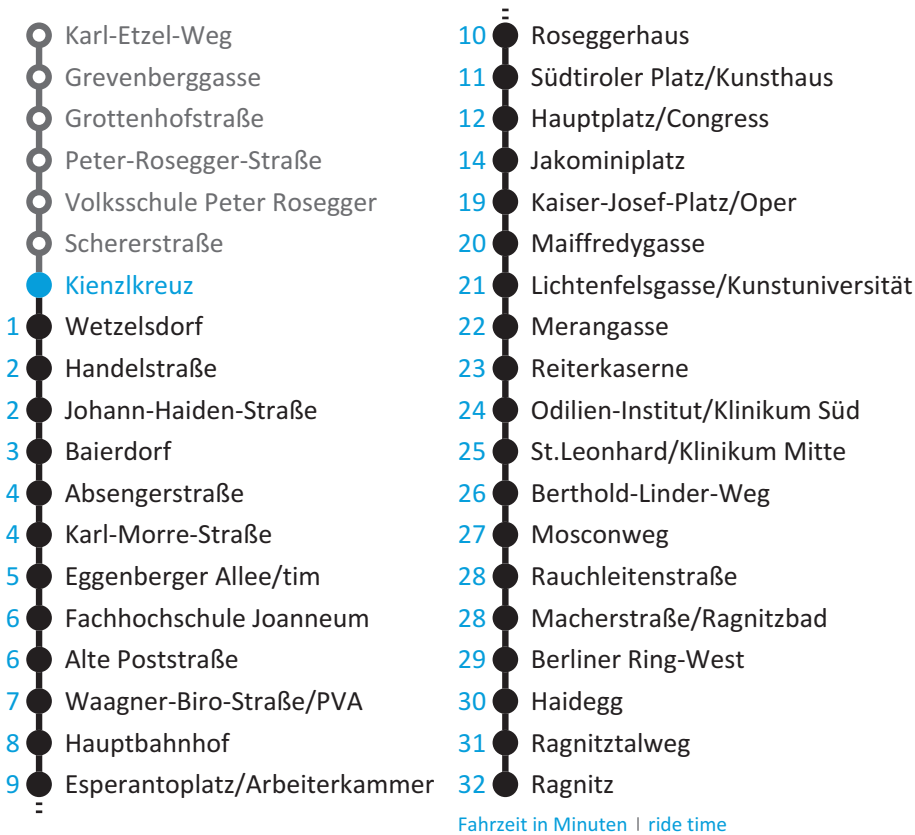 Karl-Etzel-Weg
Grevenberggasse
Grottenhofstraße
Peter-Rosegger-Straße
Volksschule Peter Rosegger
Schererstraße
Kienzlkreuz
1 Wetzelsdorf
2 Handelstraße
2 Johann-Haiden-Straße
3 Baierdorf
4 Absengerstraße
4 Karl-Morre-Straße
5 Eggenberger Allee/tim
6 Fachhochschule Joanneum
6 Alte Poststraße
7 Waagner-Biro-Straße/PVA
8 Hauptbahnhof
9 Esperantoplatz/Arbeiterkammer
10 Roseggerhaus
11 Südtiroler Platz/Kunsthaus
12 Hauptplatz/Congress
14 Jakominiplatz
19 Kaiser-Josef-Platz/Oper
20 Maiffredygasse
21 Lichtenfelsgasse/Kunstuniversität
22 Merangasse
23 Reiterkaserne
24 Odilien-Institut/Klinikum Süd
25 St.Leonhard/Klinikum Mitte
26 Berthold-Linder-Weg
27 Mosconweg
28 Rauchleitenstraße
28 Macherstraße/Ragnitzbad
29 Berliner Ring-West
30 Haidegg
31 Ragnitztalweg
32 Ragnitz
Fahrzeit in Minuten | ride time